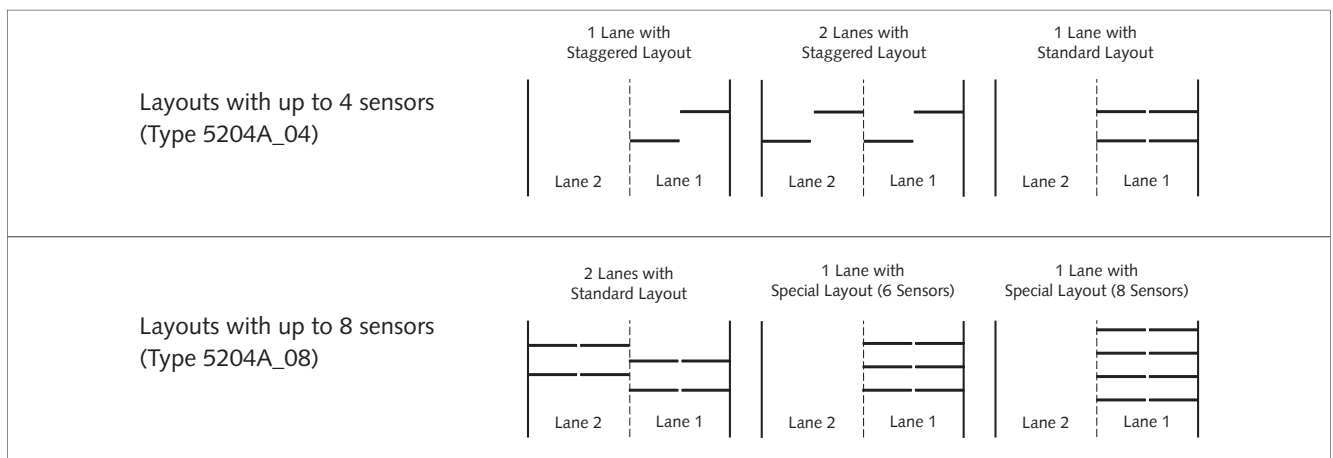 Layouts with up to 4 sensors
(Type 5204A_04)
1 Lane with
Staggered Layout
Lane 2
Lane 1
2 Lanes with
Staggered Layout
Lane 2
Lane 1
1 Lane with
Standard Layout
Lane 2
Lane 1
Layouts with up to 8 sensors
(Type 5204A_08)
2 Lanes with
Standard Layout
Lane 2
Lane 1
1 Lane with
Special Layout (6 Sensors)
Lane 2
Lane 1
1 Lane with
Special Layout (8 Sensors)
Lane 2
Lane 1